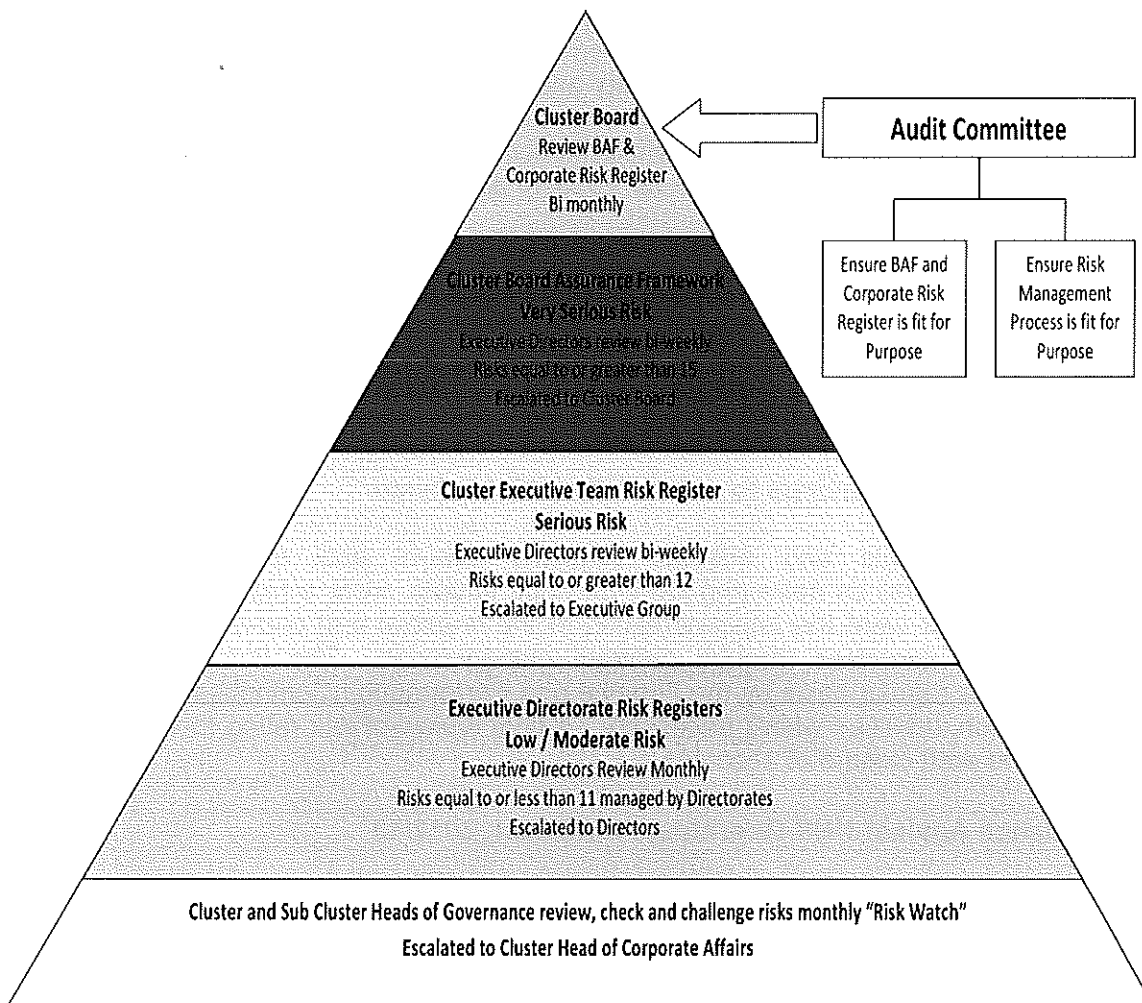 Cluster Board
Review BAF &
Corporate Risk Register
Bi monthly
Audit Committee
Ensure BAF and
Corporate Risk
Register is fit for
Purpose
Ensure Risk
Management
Process is fit for
Purpose
Cluster Board Assurance Framework
Very Serious Risk
Executive Directors review bi-weekly
Risks equal to or greater than 15
Escalated to Cluster Board
Cluster Executive Team Risk Register
Serious Risk
Executive Directors review bi-weekly
Risks equal to or greater than 12
Escalated to Executive Group
Executive Directorate Risk Registers
Low / Moderate Risk
Executive Directors Review Monthly
Risks equal to or less than 11 managed by Directorates
Escalated to Directors
Cluster and Sub Cluster Heads of Governance review, check and challenge risks monthly “Risk Watch”
Escalated to Cluster Head of Corporate Affairs